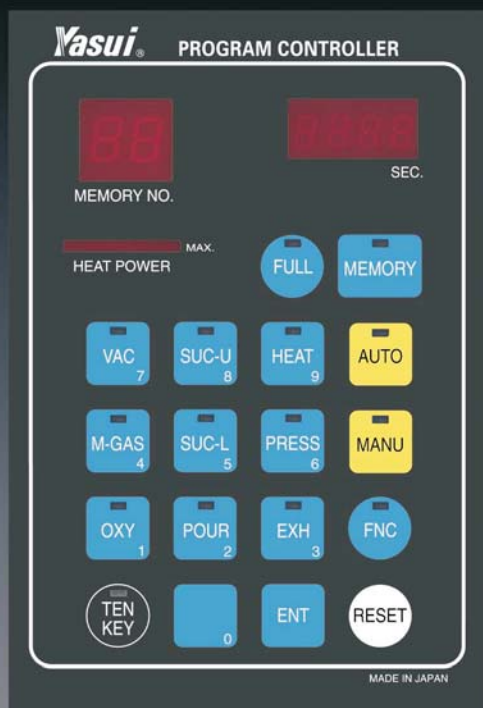 Yasui® PROGRAM CONTROLLER
88
SEC.
MEMORY NO.
MAX.
HEAT POWER
FULL MEMORY
VAC 7 SUC-U 8 HEAT 9 AUTO
M-GAS 4 SUC-L 5 PRESS 6 MANU
OXY 1 POUR 2 EXH 3 FNC
TEN
KEY
0 ENT RESET
MADE IN JAPAN